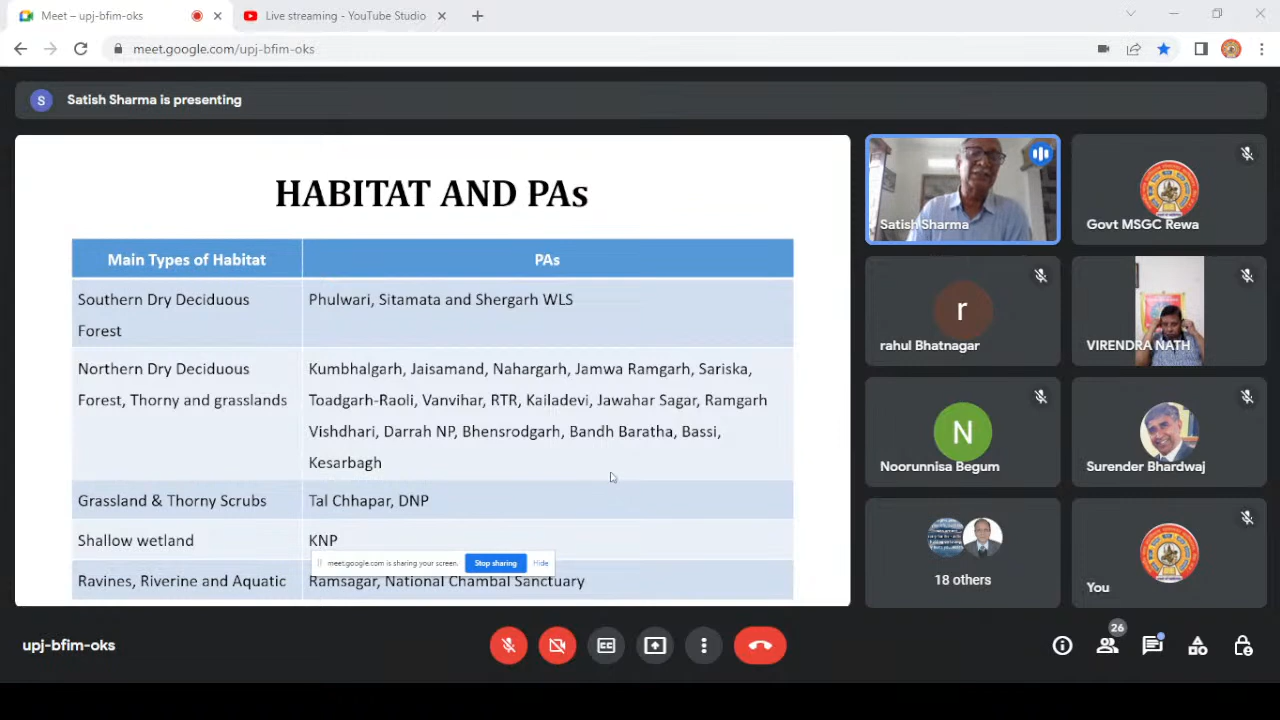 Meet – upj-bfim-oks
Live streaming - YouTube Studio
meet.google.com/upj-bfim-oks
S
Satish Sharma is presenting
HABITAT AND PAs
Main Types of Habitat PAs
Southern Dry Deciduous Phulwari, Sitamata and Shergarh WLS
Forest
Northern Dry Deciduous Kumbhalgarh, Jaisamand, Nahargarh, Jamwa Ramgarh, Sariska,
Forest, Thorny and grasslands Toadgarh-Raoli, Vanvihar, RTR, Kailadevi, Jawahar Sagar, Ramgarh
Vishdhari, Darrah NP, Bhensrodgarh, Bandh Baratha, Bassi,
Kesarbagh
Grassland & Thorny Scrubs Tal Chhapar, DNP
Shallow wetland KNP
meet.google.com is sharing your screen. Stop sharing Hide
Ravines, Riverine and Aquatic Ramsagar, National Chambal Sanctuary
Satish Sharma
Govt MSGC Rewa
r
rahul Bhatnagar
VIRENDRA NATH
N
Noorunnisa Begum
Surender Bhardwaj
18 others
You
upj-bfim-oks
CC
26